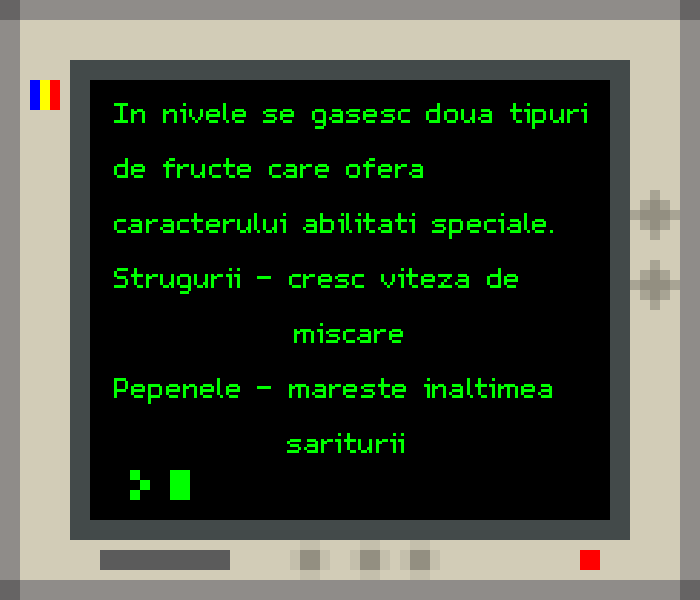 In nivele se gasesc doua tipuri
de fructe care ofera
caracterului abilitati speciale.
Strugurii - cresc viteza de
miscare
Pepenele - mareste inaltimea
sariturii
>